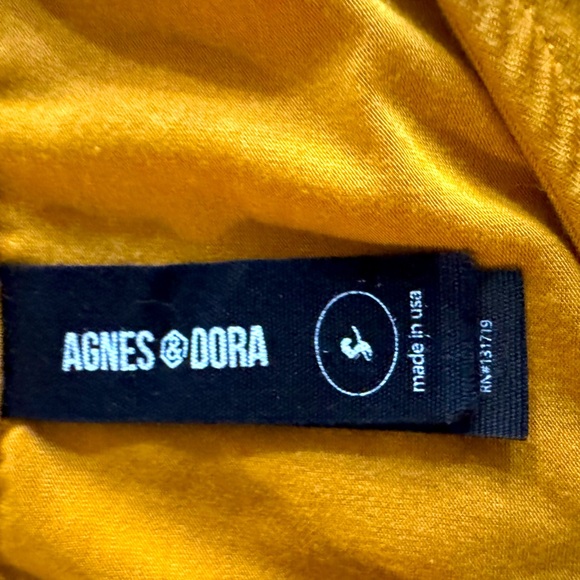 AGNES & DORA
S
made in usa
RN#131719